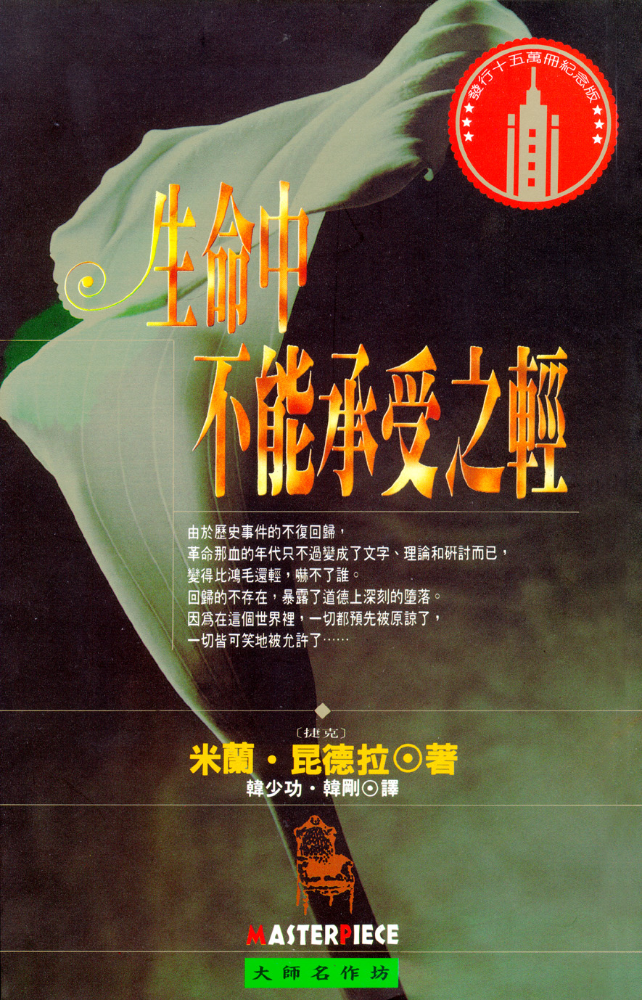 發行十五萬冊紀念版
生命中
不能承受之輕
由於歷史事件的不復回歸，
革命那血的年代只不過變成了文字、理論和研討而已，
變得比鴻毛還輕，嚇不了誰。
回歸的不存在，暴露了道德上深刻的墮落。
因為在這個世界裡，一切都預先被原諒了，
一切皆可笑地被允許了……
〔捷克〕
米蘭・昆德拉⊙著
韓少功・韓剛⊙譯
MASTERPIECE
大師名作坊